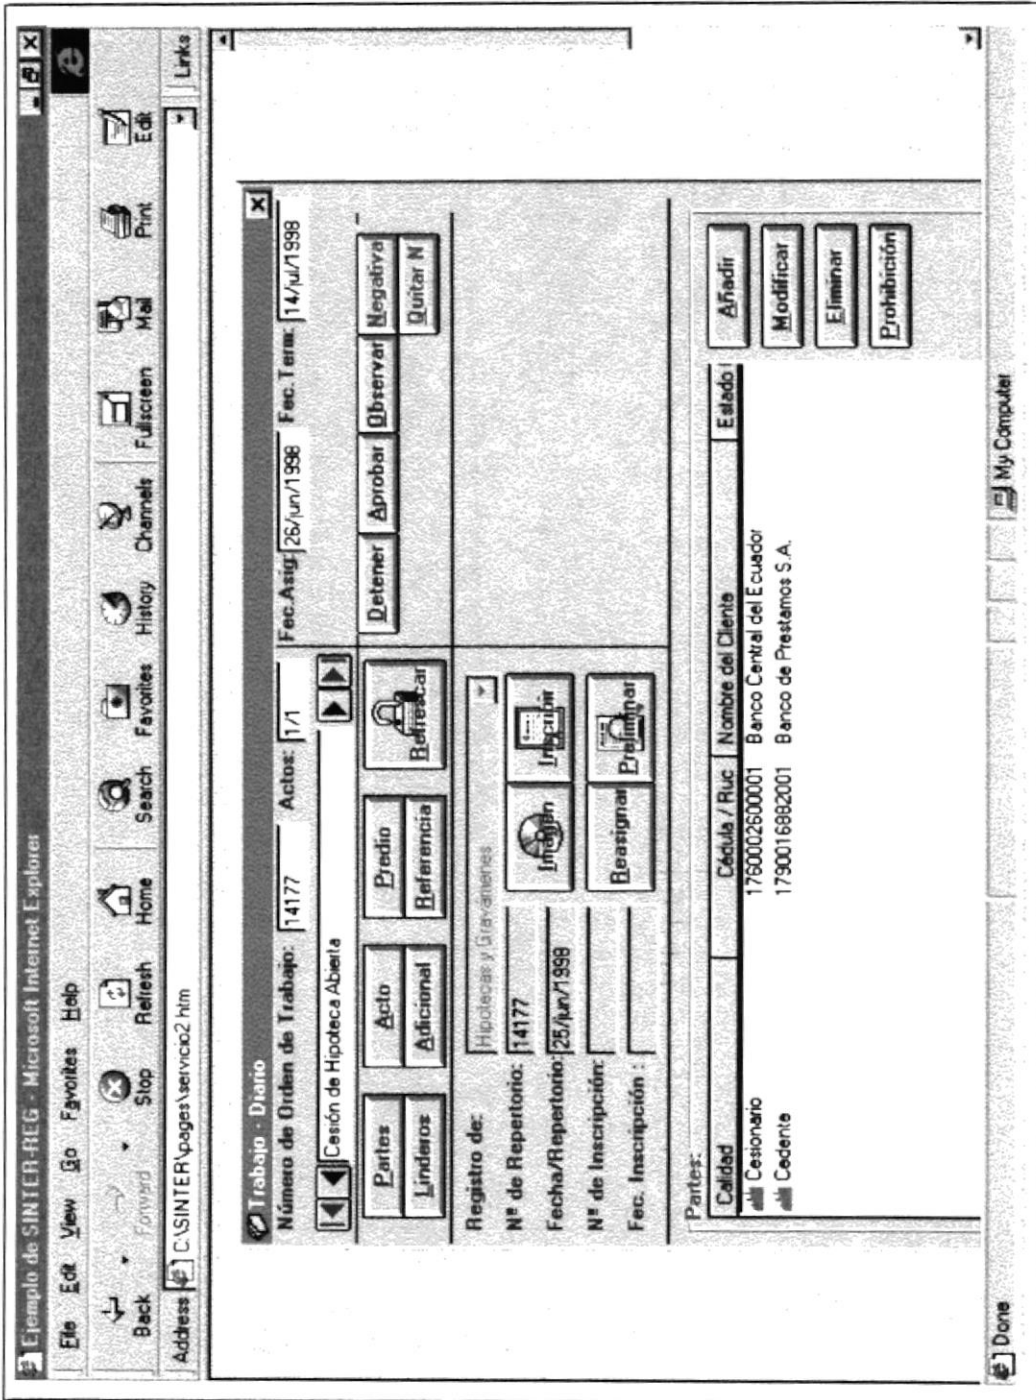 Ejemplo de SINTER-REG - Microsoft Internet Explorer
File Edit View Go Favorites Help
Back Forward Stop Refresh Home Search Favorites History Channels Fullscreen Mail Print Edit
Address C:\SINTER\pages\servicio2.htm Links
Trabajo - Diario
Número de Orden de Trabajo: 14177 Actos: 1/1 Fec.Asig: 26/jun/1998 Fec.Term: 14/jul/1998
Cesión de Hipoteca Abierta
Partes Acto Predio Refrescar Detener Aprobar Observar Negativa
Linderos Adicional Referencia Quitar N
Registro de: Hipotecas y Gravámenes
Nº de Repertorio: 14177 Imagen Inscribir
Fecha/Repertorio: 25/jun/1998
Nº de Inscripción: Reasignar Preliminar
Fec. Inscripción :
Partes:
Calidad Cédula / Ruc Nombre del Cliente Estado
Cesionario 1760002600001 Banco Central del Ecuador
Cedente 1790016882001 Banco de Prestamos S.A.
Añadir
Modificar
Eliminar
Prohibición
Done My Computer